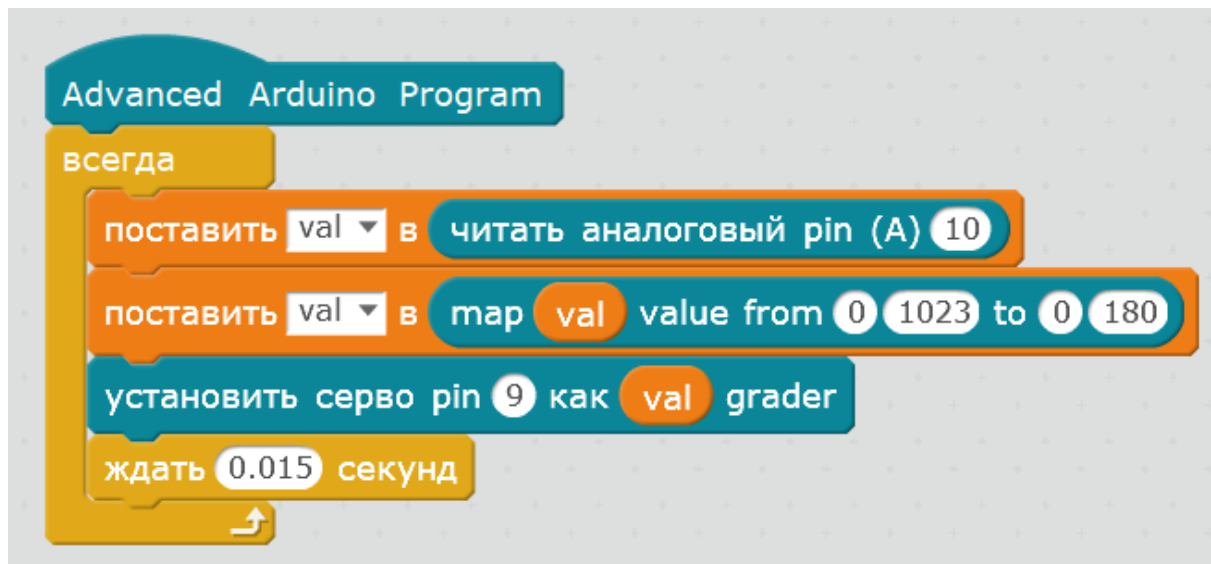 Advanced Arduino Program
всегда
поставить val в читать аналоговый pin (A) 10
поставить val в map val value from 0 1023 to 0 180
установить серво pin 9 как val grader
ждать 0.015 секунд